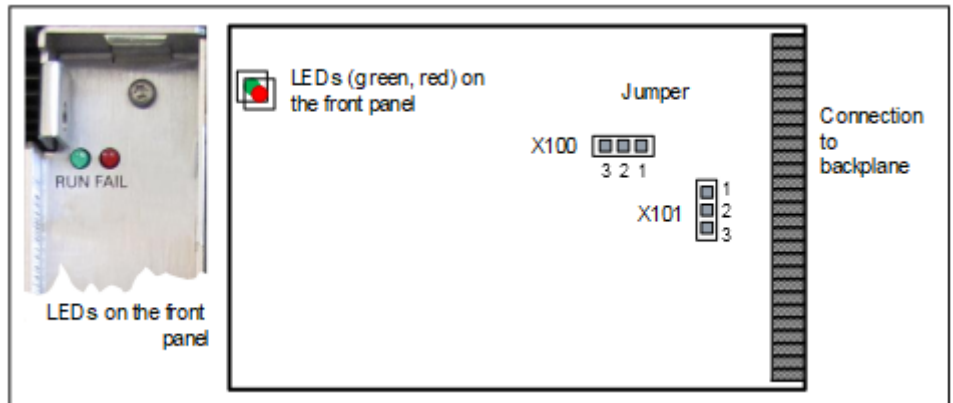 RUN FAIL
LEDs on the front
panel
LEDs (green, red) on
the front panel
Jumper
X100
3 2 1
X101
1
2
3
Connection
to
backplane